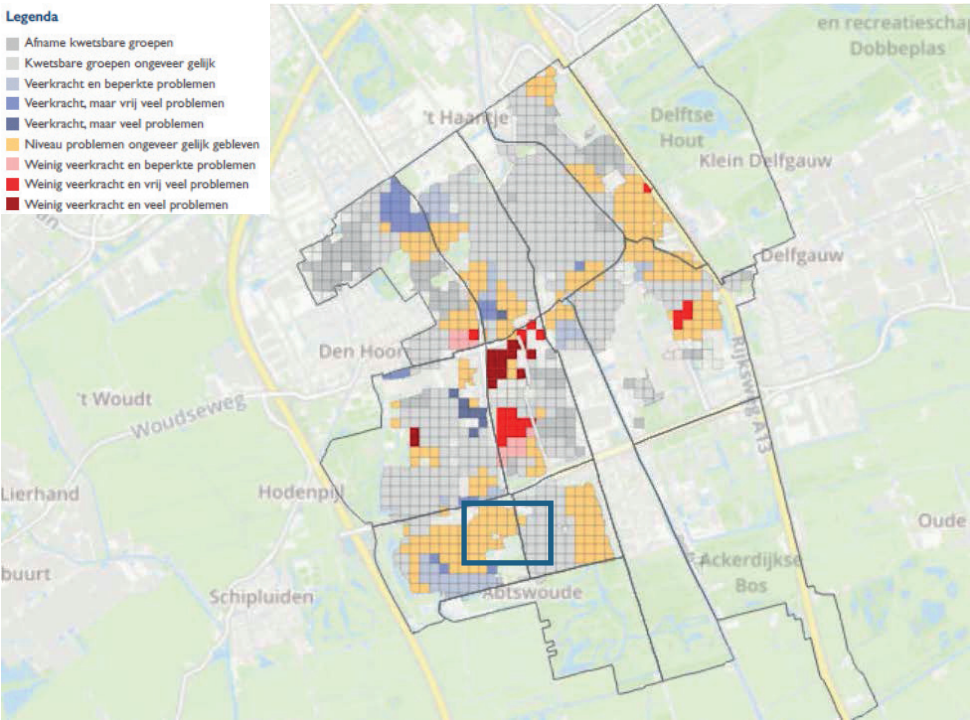 Legenda
Afname kwetsbare groepen
Kwetsbare groepen ongeveer gelijk
Veerkracht en beperkte problemen
Veerkracht, maar vrij veel problemen
Veerkracht, maar veel problemen
Niveau problemen ongeveer gelijk gebleven
Weinig veerkracht en beperkte problemen
Weinig veerkracht en vrij veel problemen
Weinig veerkracht en veel problemen
en recreatieschap
Dobbeplas
't Haantje
Delftse
Hout
Klein Delfgauw
Delfgauw
Den Hoor
Rijksweg A13
't Woudt
Woudseweg
Lierhand
Hodenpijl
Oude
Ackerdijkse
Bos
buurt
Schipluiden
Abtswoude